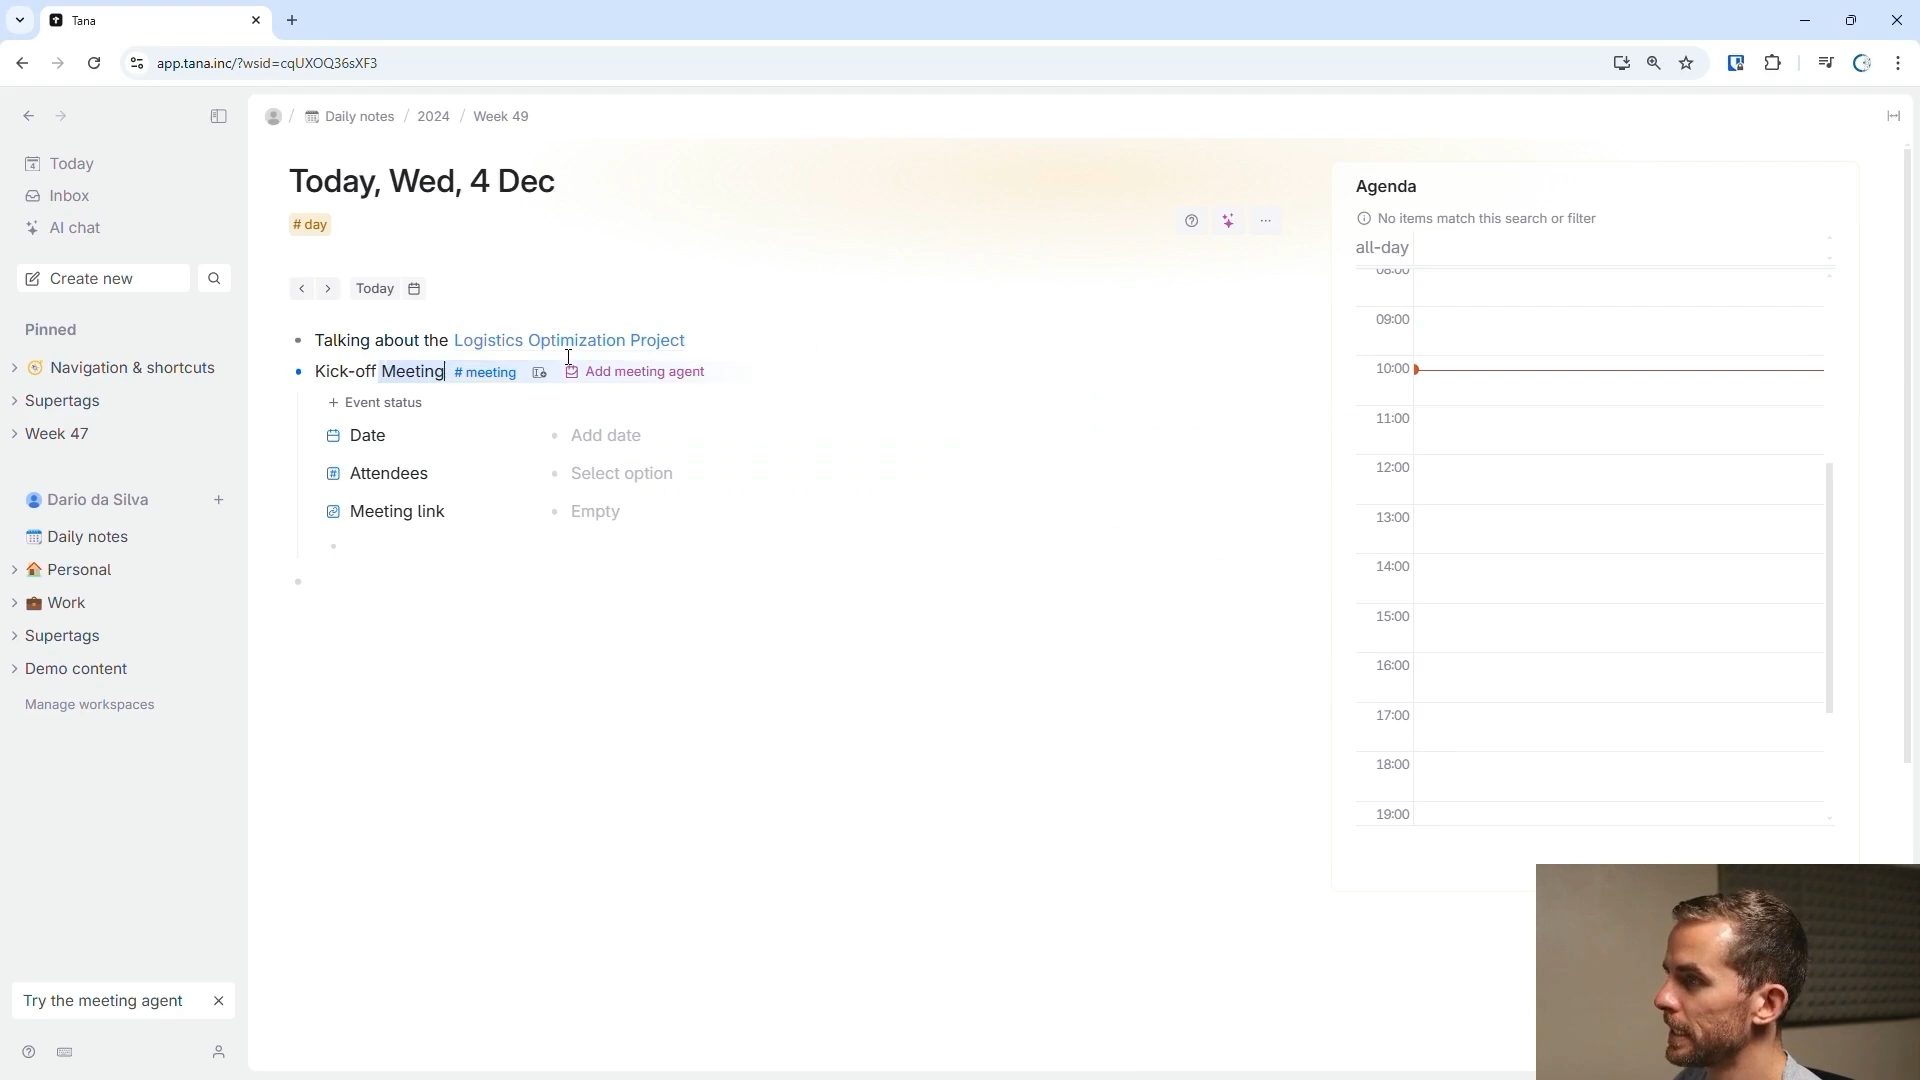 Tana
app.tana.inc/?wsid=cqUXOQ36sXF3
Daily notes / 2024 / Week 49
Today
Inbox
AI chat
Create new
Pinned
Navigation & shortcuts
Supertags
Week 47
Dario da Silva
Daily notes
Personal
Work
Supertags
Demo content
Manage workspaces
Try the meeting agent
Today, Wed, 4 Dec
# day
Today
Talking about the Logistics Optimization Project
Kick-off Meeting # meeting Add meeting agent
+ Event status
Date Add date
Attendees Select option
Meeting link Empty
Agenda
No items match this search or filter
all-day
08:00
09:00
10:00
11:00
12:00
13:00
14:00
15:00
16:00
17:00
18:00
19:00